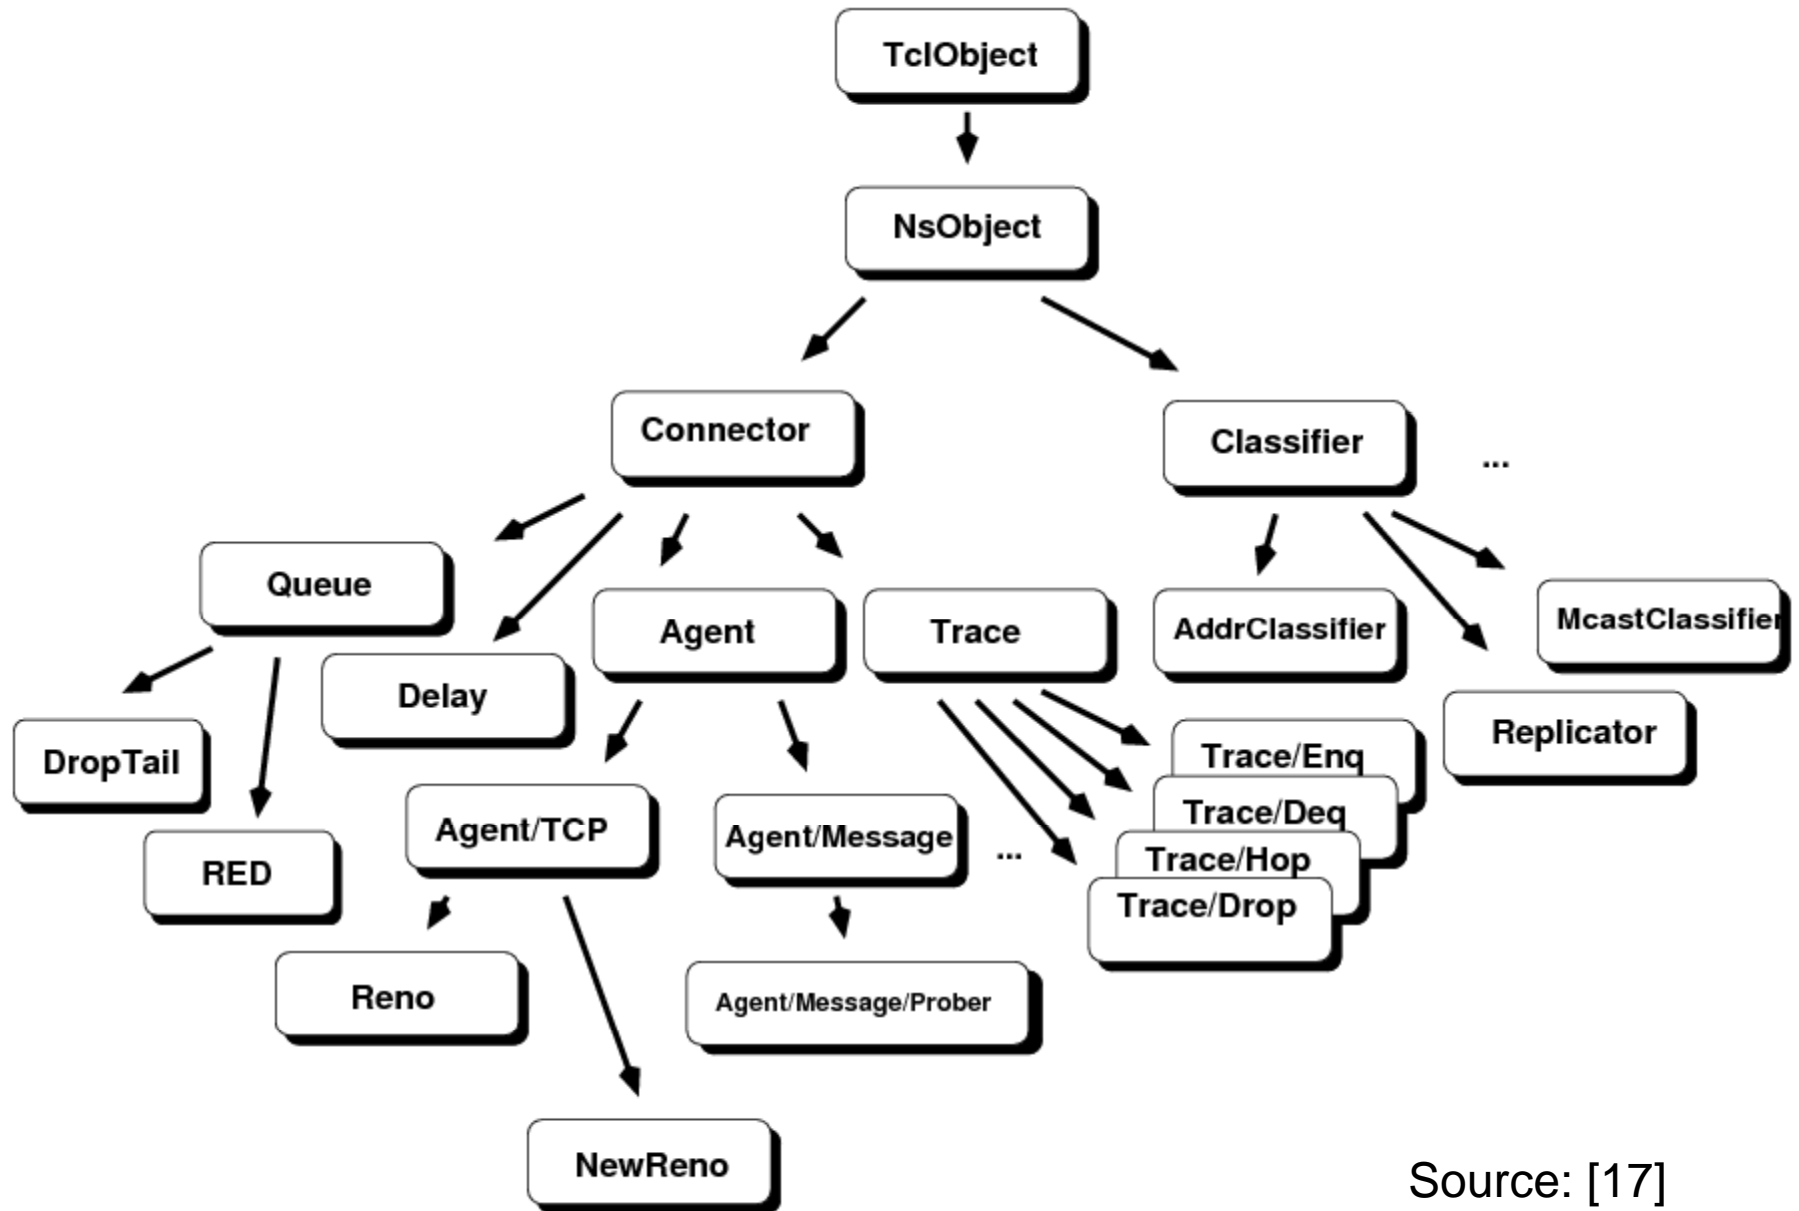 TclObject
NsObject
Connector
Classifier
...
Queue
Agent
Trace
AddrClassifier
McastClassifier
Delay
Replicator
DropTail
Trace/Enq
Trace/Deq
Agent/TCP
Agent/Message
...
Trace/Hop
RED
Trace/Drop
Reno
Agent/Message/Prober
NewReno
Source: [17]